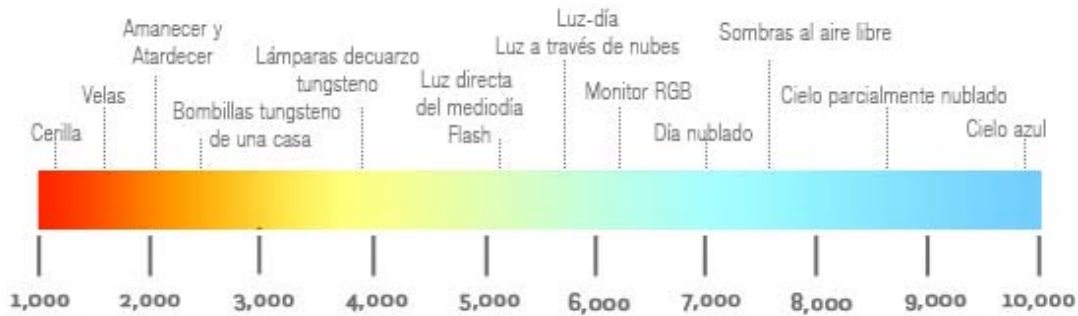 Cerilla
Velas
Amanecer y
Atardecer
Bombillas tungsteno
de una casa
Lámparas decuarzo
tungsteno
Luz directa
del mediodía
Flash
Luz-día
Luz a través de nubes
Monitor RGB
Día nublado
Sombras al aire libre
Cielo parcialmente nublado
Cielo azul
1,000 2,000 3,000 4,000 5,000 6,000 7,000 8,000 9,000 10,000